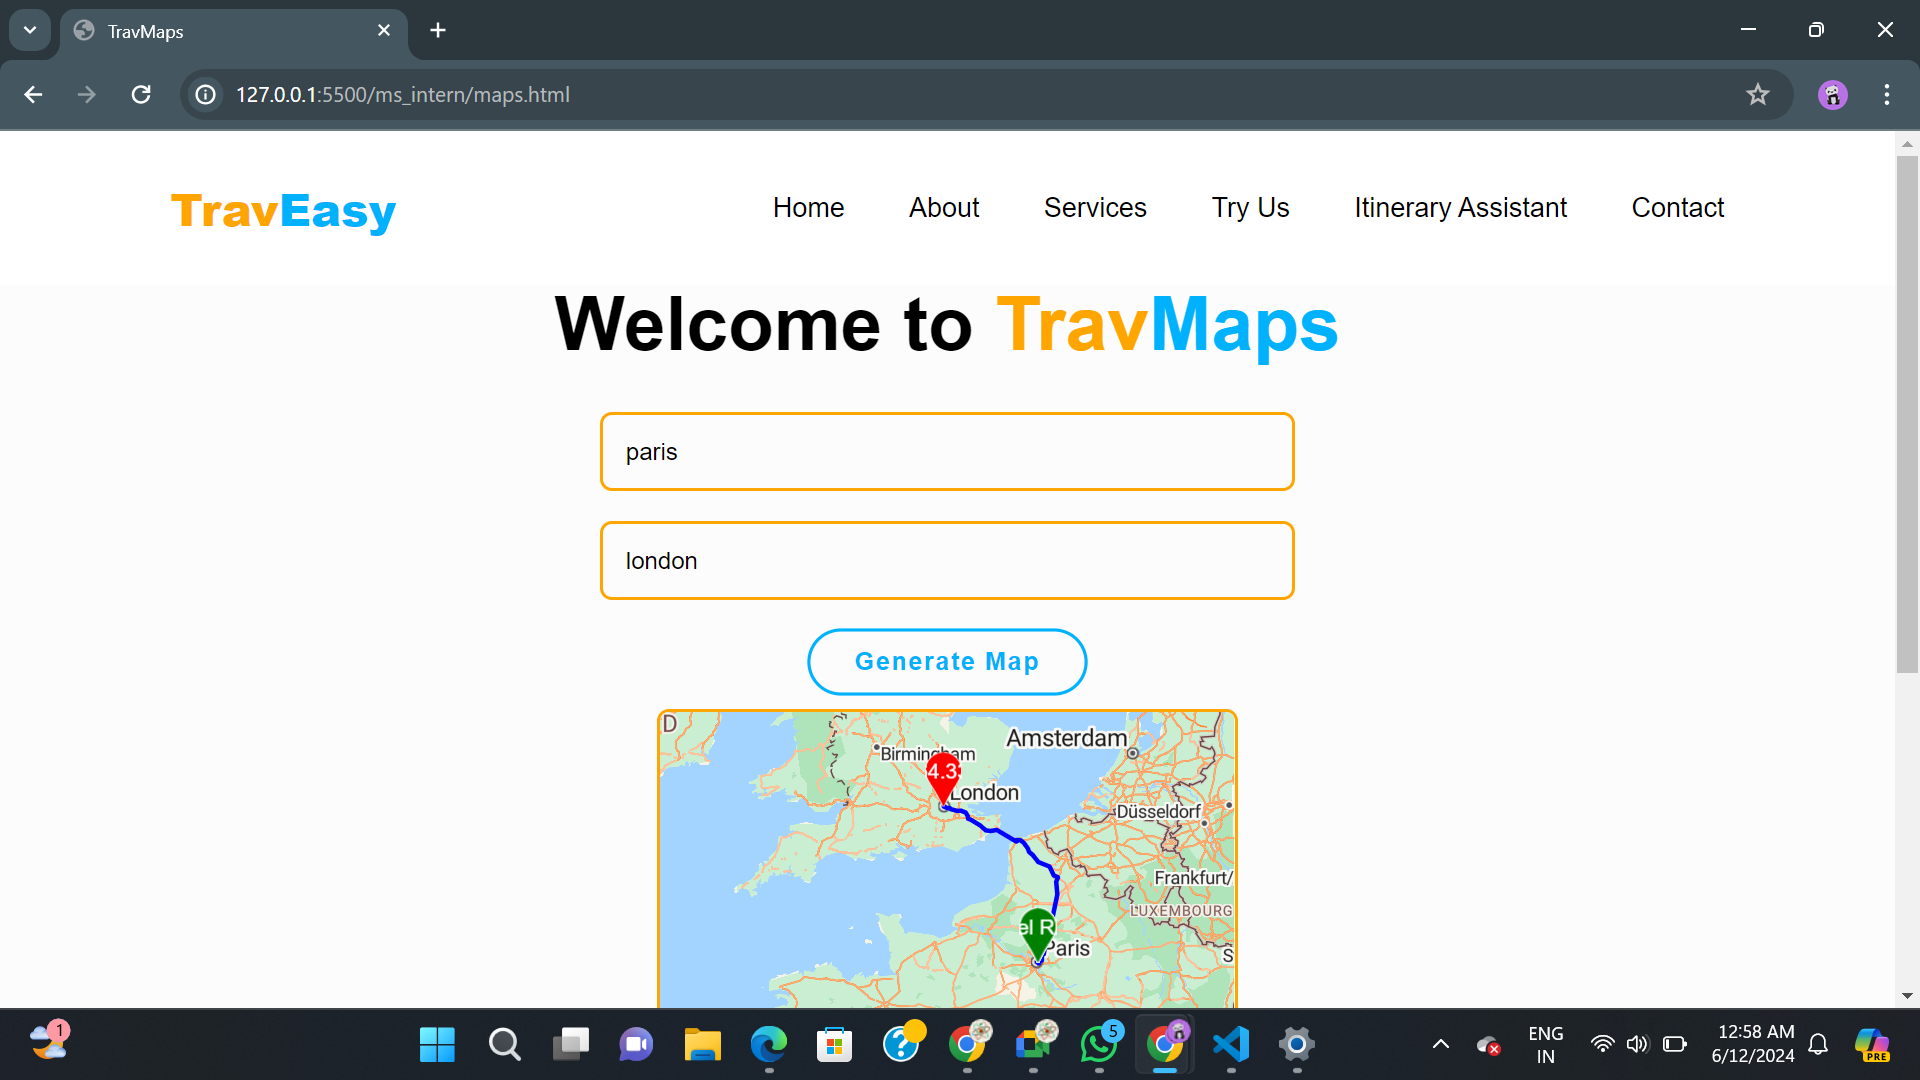 TravMaps
127.0.0.1:5500/ms_intern/maps.html
TravEasy
Home About Services Try Us Itinerary Assistant Contact
Welcome to TravMaps
paris
london
Generate Map
D
Amsterdam
Birmingham
4.3
London
Düsseldorf
Frankfurt/
LUXEMBOURG
el R
Paris
S
1
5
PRE
ENG
IN
12:58 AM
6/12/2024